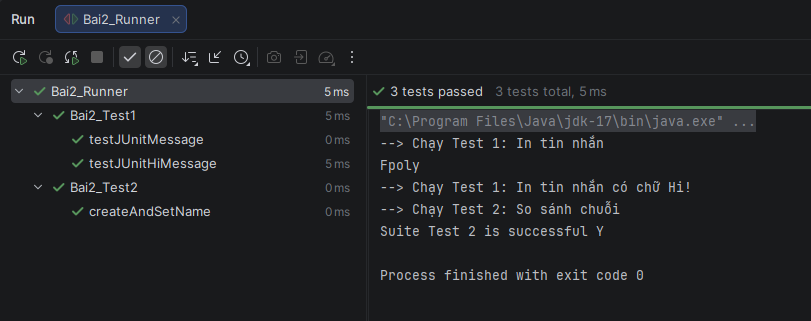 Run Bai2_Runner
Bai2_Runner 5 ms
Bai2_Test1 5 ms
testJUnitMessage 0 ms
testJUnitHiMessage 5 ms
Bai2_Test2 0 ms
createAndSetName 0 ms
3 tests passed 3 tests total, 5 ms
"C:\Program Files\Java\jdk-17\bin\java.exe" ...
--> Chạy Test 1: In tin nhắn
Fpoly
--> Chạy Test 1: In tin nhắn có chữ Hi!
--> Chạy Test 2: So sánh chuỗi
Suite Test 2 is successful Y
Process finished with exit code 0